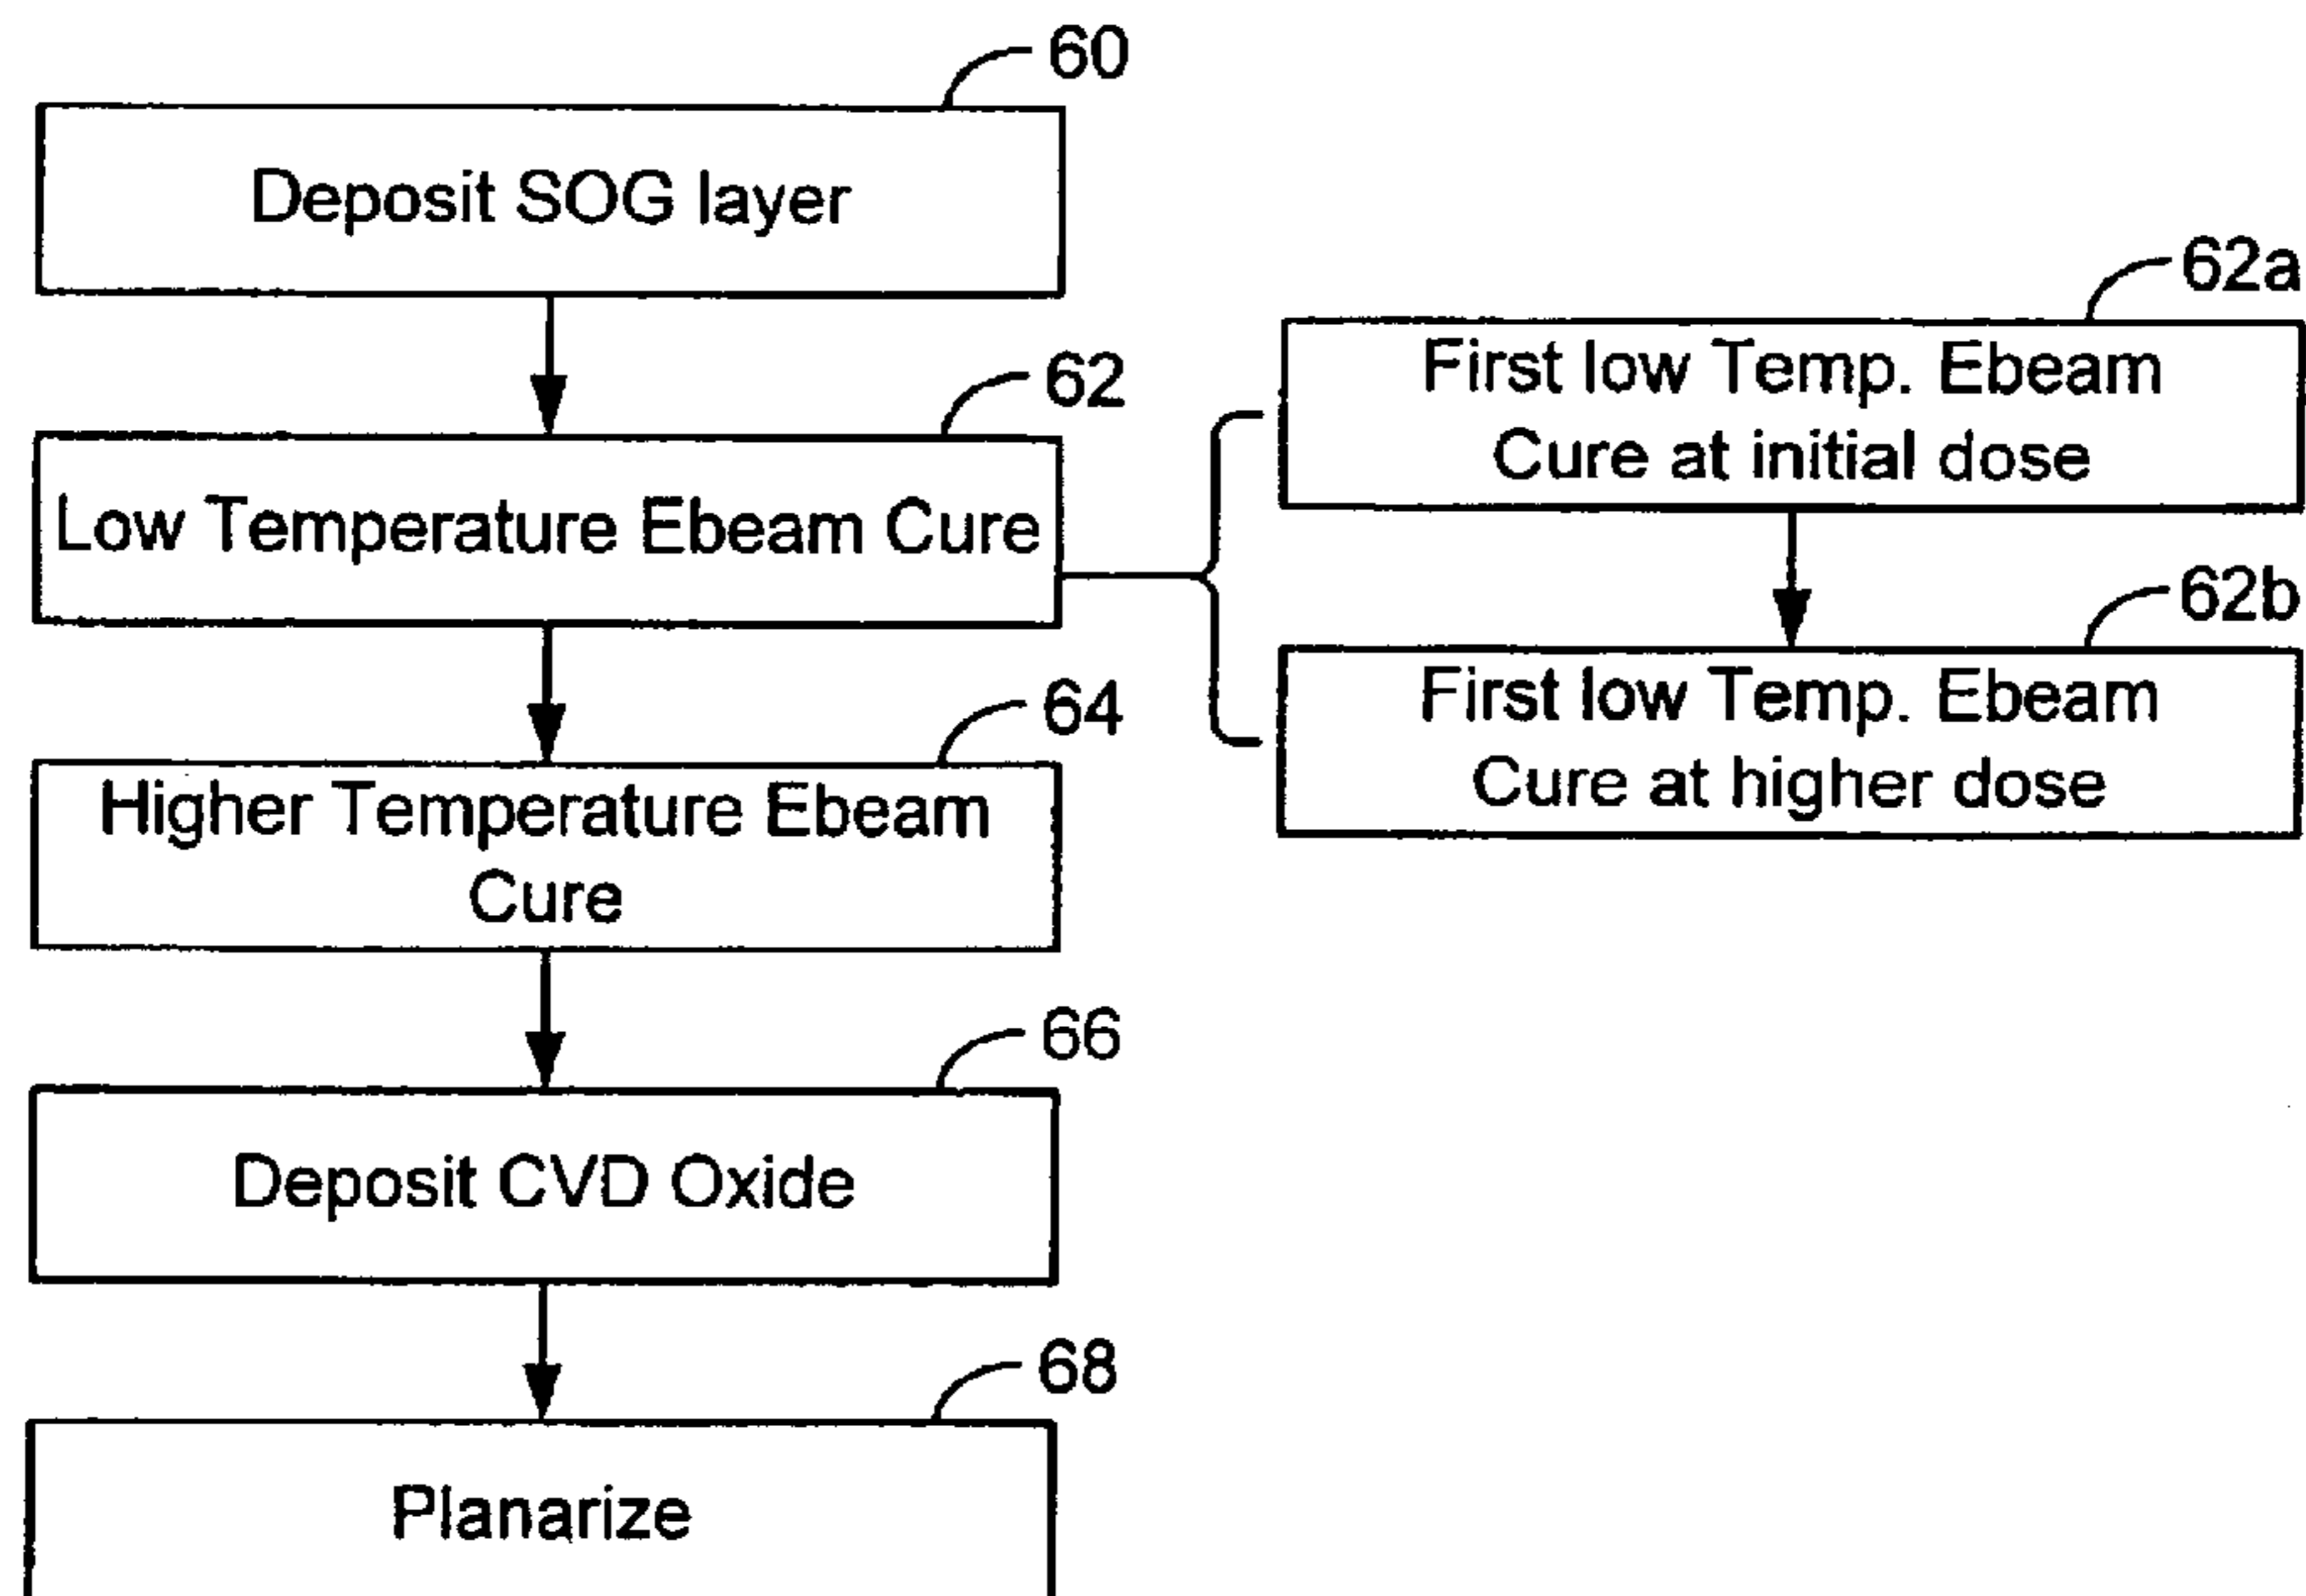 60
Deposit SOG layer
62
Low Temperature Ebeam Cure
62a
First low Temp. Ebeam
Cure at initial dose
62b
First low Temp. Ebeam
Cure at higher dose
64
Higher Temperature Ebeam
Cure
66
Deposit CVD Oxide
68
Planarize